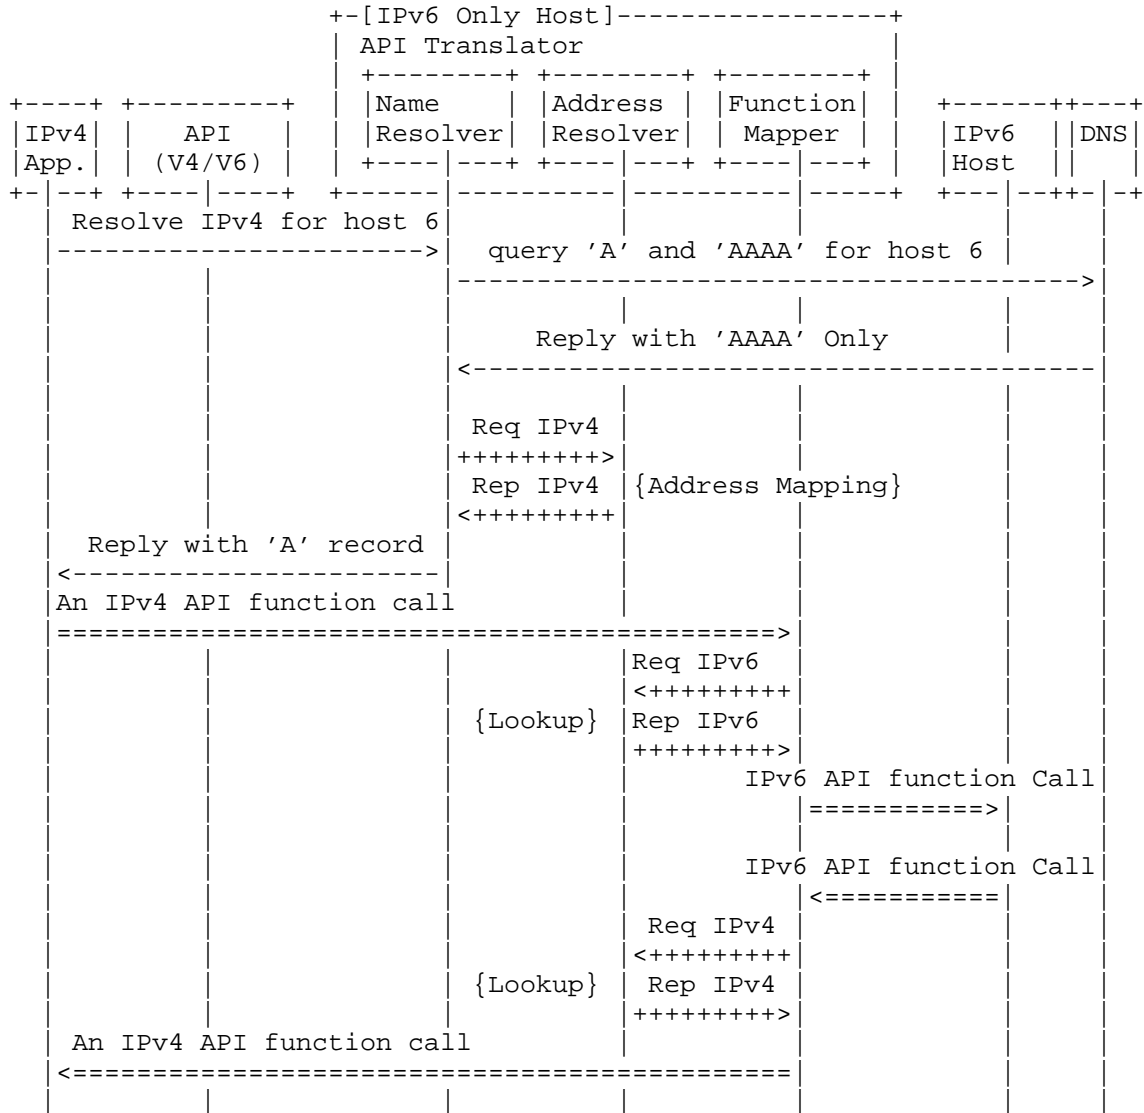 [IPv6 Only Host]
API Translator
Name Address Function
IPv4 API Resolver Resolver Mapper IPv6 DNS
App. (V4/V6) Host
Resolve IPv4 for host 6
query 'A' and 'AAAA' for host 6
Reply with 'AAAA' Only
Req IPv4
Rep IPv4 {Address Mapping}
Reply with 'A' record
An IPv4 API function call
Req IPv6
{Lookup} Rep IPv6
IPv6 API function Call
IPv6 API function Call
Req IPv4
{Lookup} Rep IPv4
An IPv4 API function call